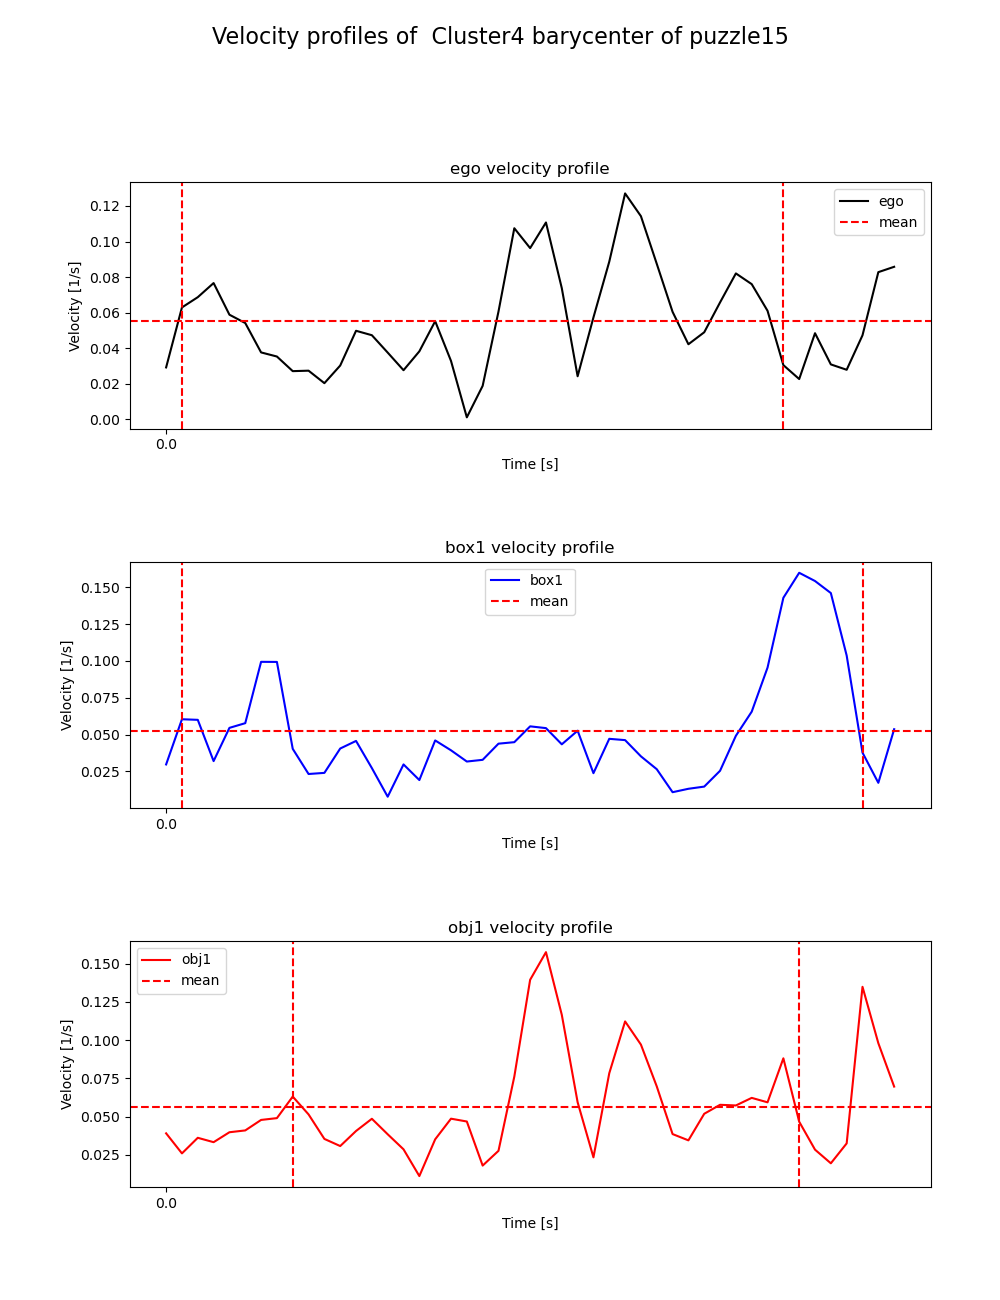 Velocity profiles of  Cluster4 barycenter of puzzle15
ego velocity profile
0.12
0.10
0.08
0.06
0.04
0.02
0.00
Velocity [1/s]
ego
mean
0.0
Time [s]
box1 velocity profile
0.150
0.125
0.100
0.075
0.050
0.025
Velocity [1/s]
box1
mean
0.0
Time [s]
obj1 velocity profile
0.150
0.125
0.100
0.075
0.050
0.025
Velocity [1/s]
obj1
mean
0.0
Time [s]